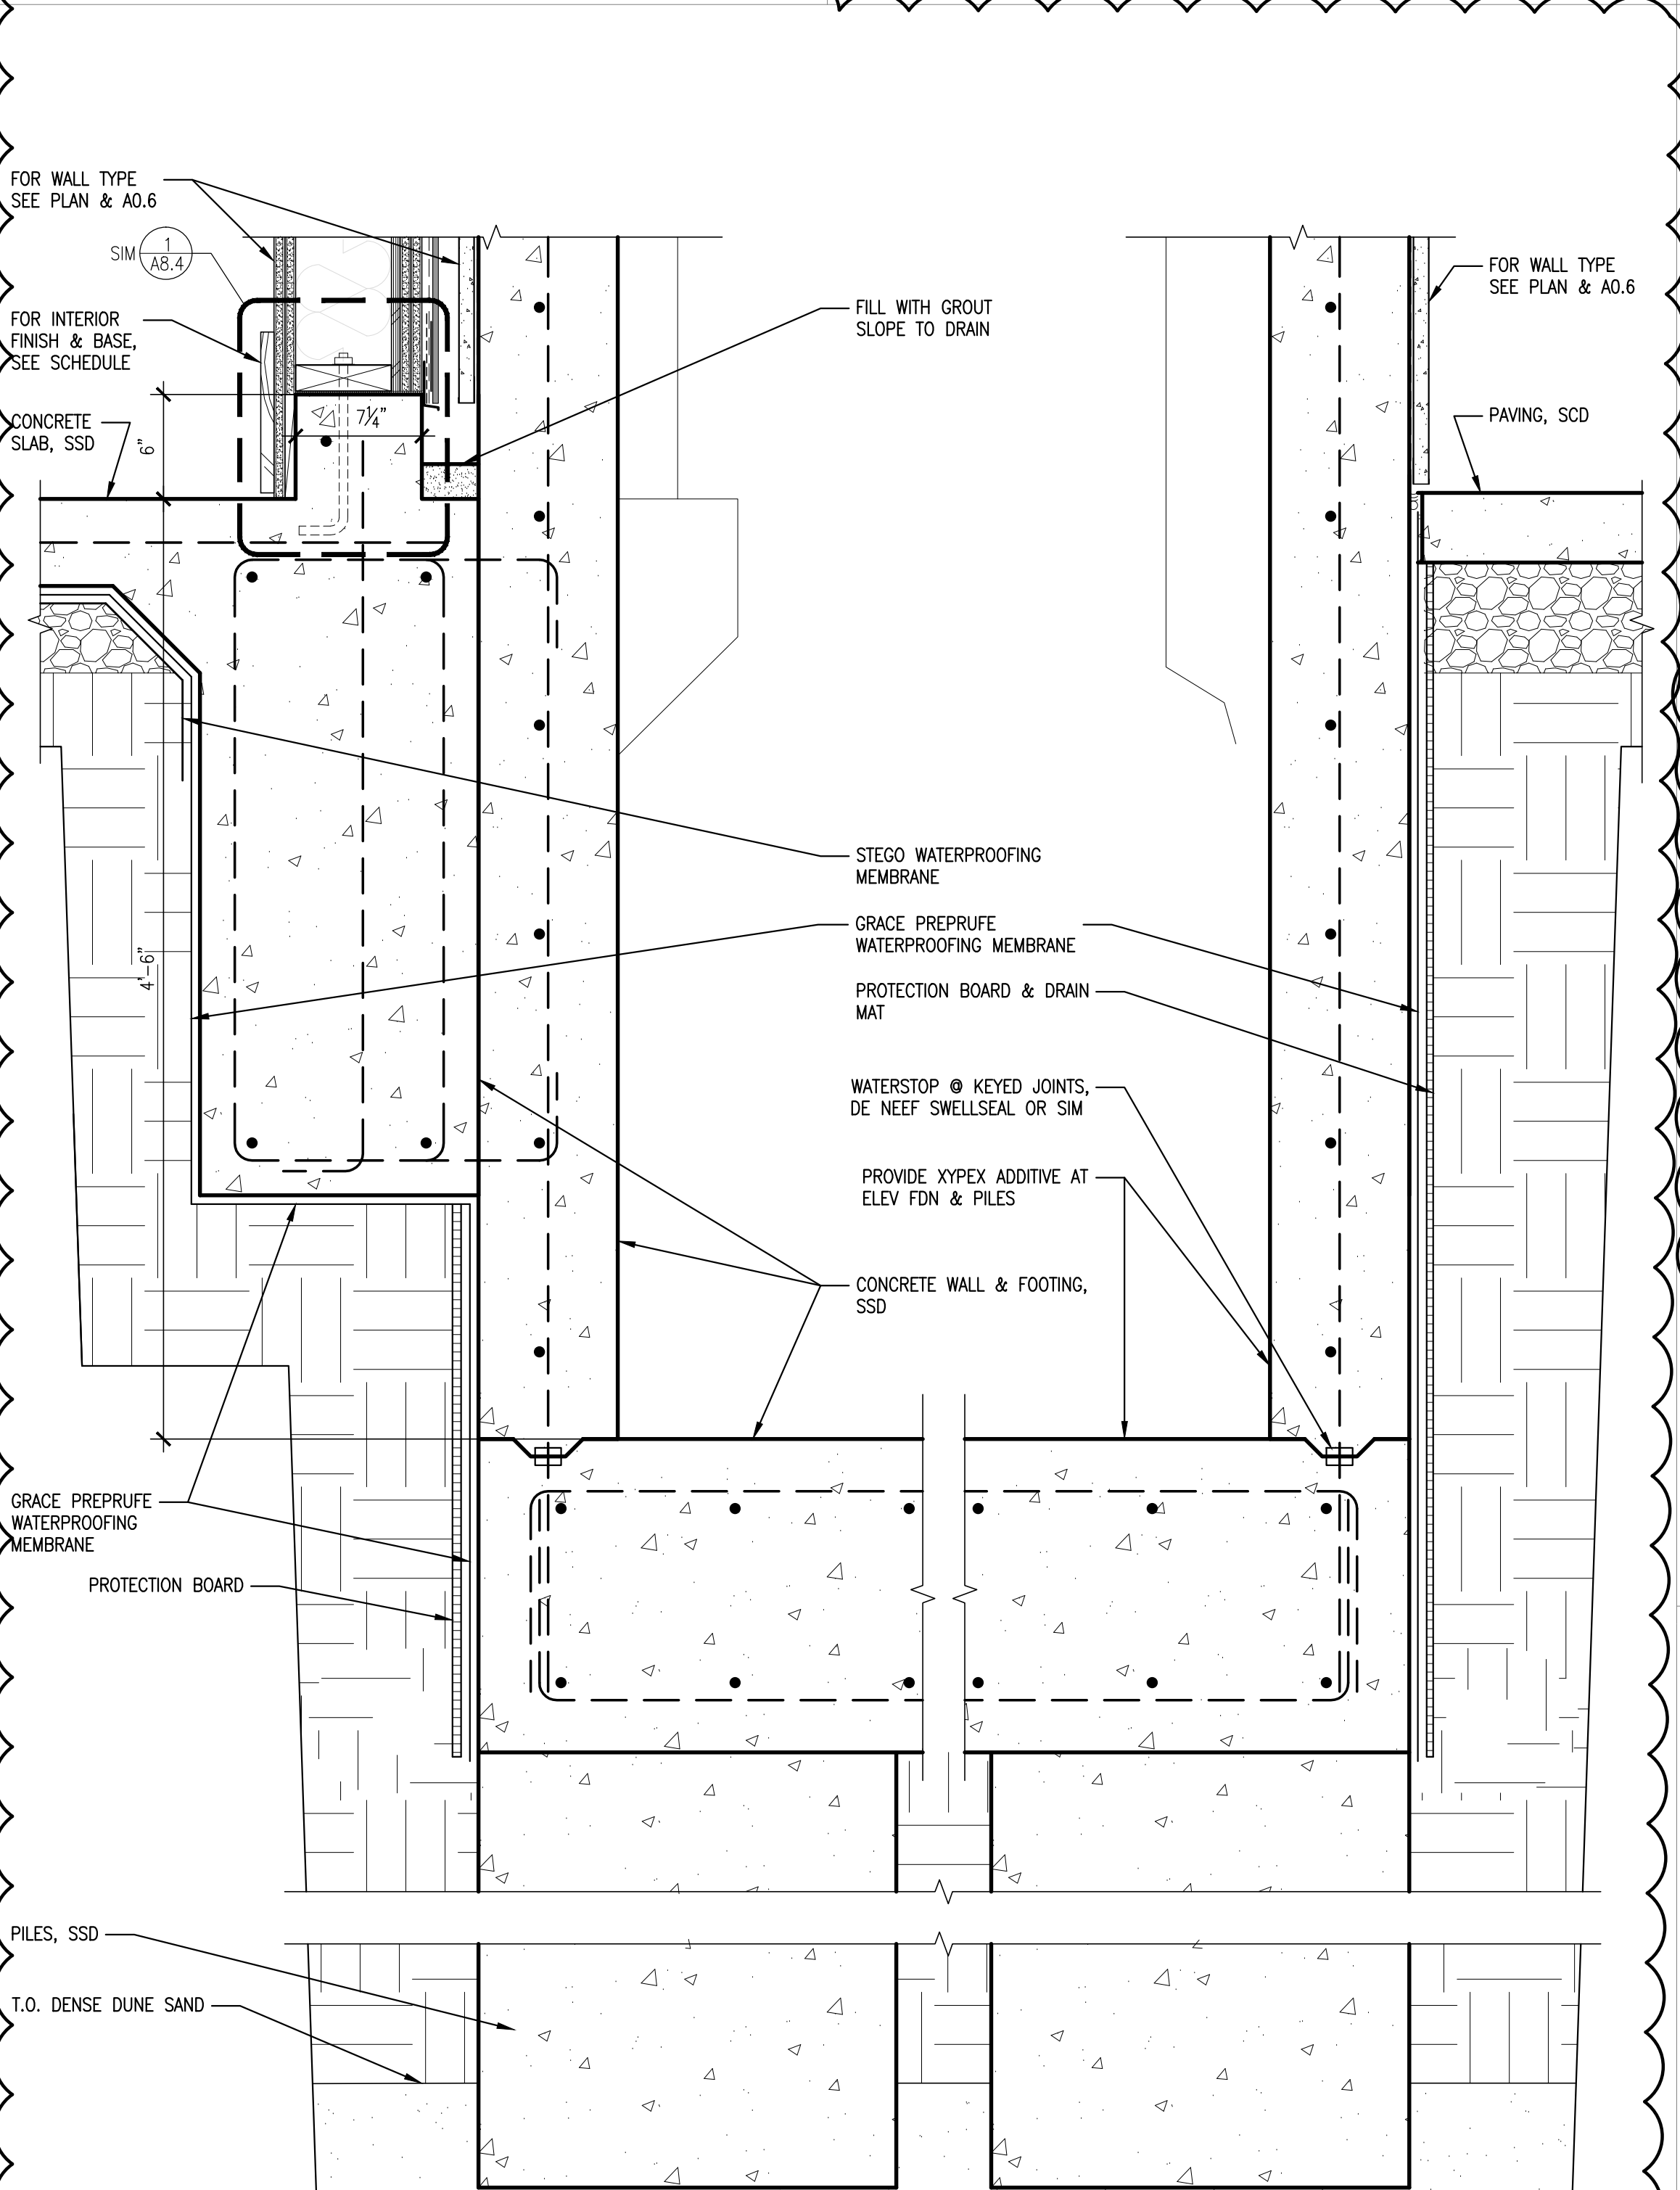 FOR WALL TYPE
SEE PLAN & A0.6
SIM
1
A8.4
FOR INTERIOR
FINISH & BASE,
SEE SCHEDULE
CONCRETE
SLAB, SSD
6"
7¼"
4'-6"
FILL WITH GROUT
SLOPE TO DRAIN
FOR WALL TYPE
SEE PLAN & A0.6
PAVING, SCD
STEGO WATERPROOFING
MEMBRANE
GRACE PREPRUFE
WATERPROOFING MEMBRANE
PROTECTION BOARD & DRAIN
MAT
WATERSTOP @ KEYED JOINTS,
DE NEEF SWELLSEAL OR SIM
PROVIDE XYPEX ADDITIVE AT
ELEV FDN & PILES
CONCRETE WALL & FOOTING,
SSD
GRACE PREPRUFE
WATERPROOFING
MEMBRANE
PROTECTION BOARD
PILES, SSD
T.O. DENSE DUNE SAND